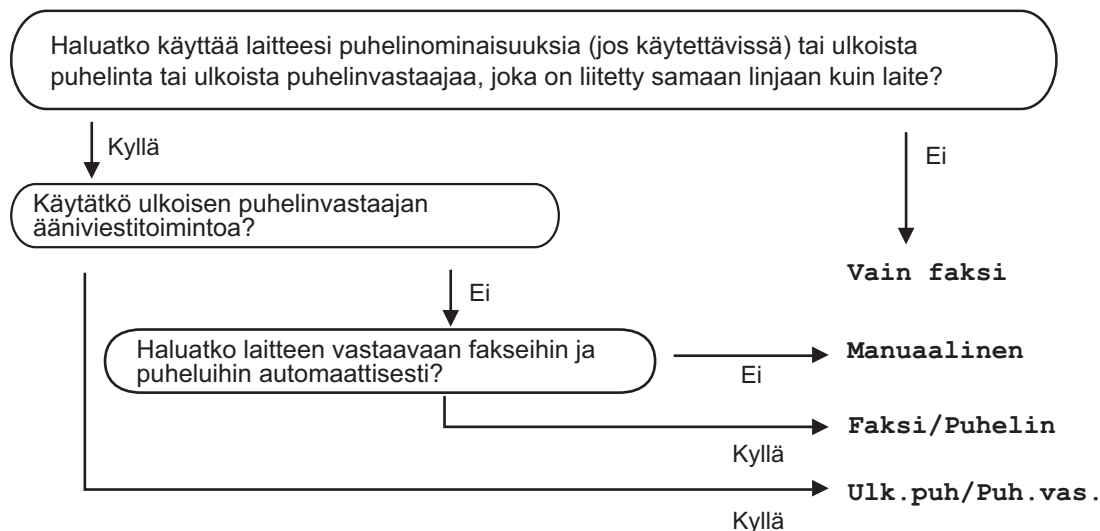 Haluatko käyttää laitteesi puhelinominaisuuksia (jos käytettävissä) tai ulkoista
puhelinta tai ulkoista puhelinvastaajaa, joka on liitetty samaan linjaan kuin laite?
Kyllä
Ei
Käytätkö ulkoisen puhelinvastaajan
ääniviestitoimintoa?
Vain faksi
Ei
Haluatko laitteen vastaavaan fakseihin ja
puheluihin automaattisesti?
Manuaalinen
Ei
Faksi/Puhelin
Kyllä
Ulk.puh/Puh.vas.
Kyllä